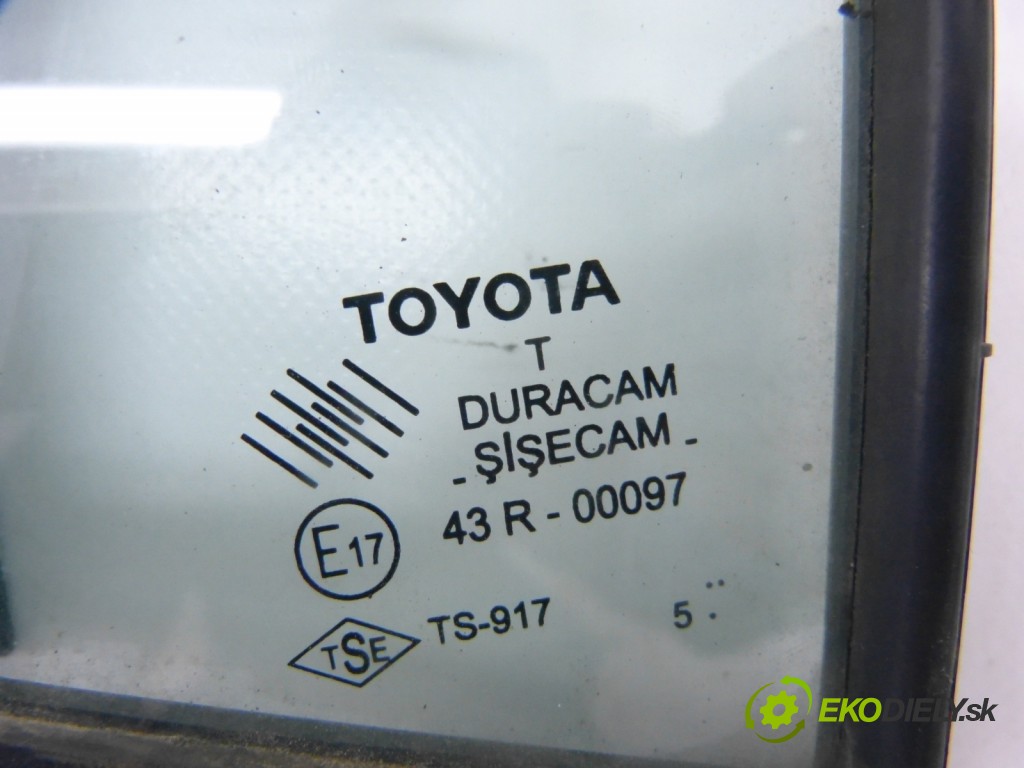 TOYOTA
T
DURACAM
- ŞİŞECAM -
43 R - 00097
E17
TSE TS-917 5
EKODIELY.sk